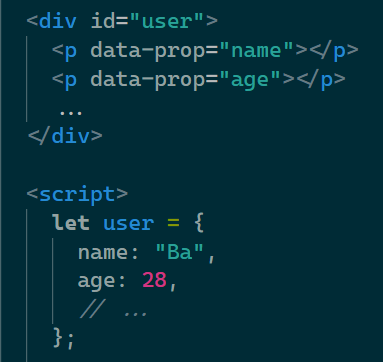 <div id="user">
<p data-prop="name"></p>
<p data-prop="age"></p>
...
</div>
<script>
let user = {
name: "Ba",
age: 28,
// ...
};